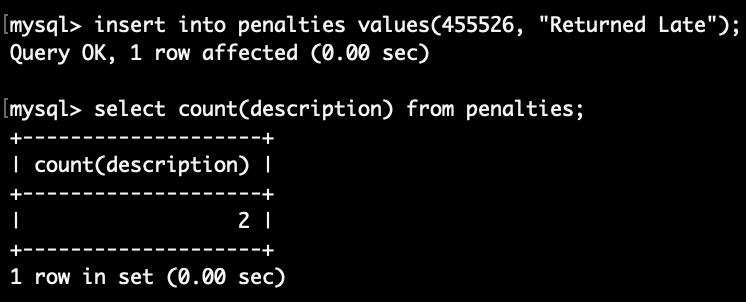 [mysql> insert into penalties values(455526, "Returned Late");
Query OK, 1 row affected (0.00 sec)
[mysql> select count(description) from penalties;
+--------------------+
| count(description) |
+--------------------+
|                  2 |
+--------------------+
1 row in set (0.00 sec)